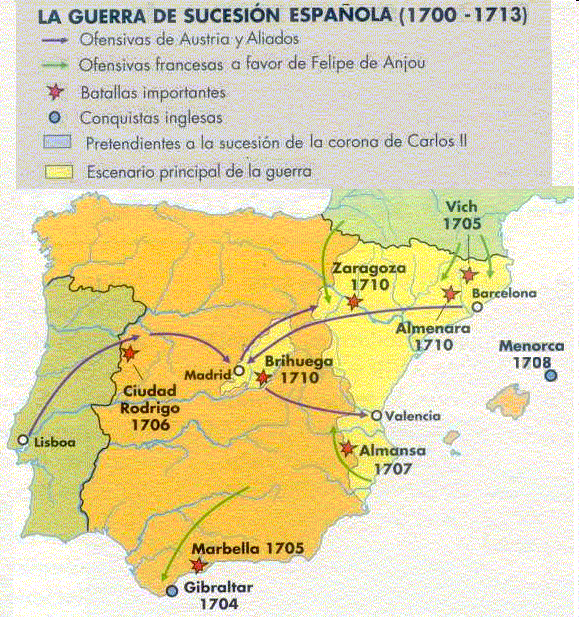 LA GUERRA DE SUCESIÓN ESPAÑOLA (1700 -1713)
Ofensivas de Austria y Aliados
Ofensivas francesas a favor de Felipe de Anjou
Batallas importantes
Conquistas inglesas
Pretendientes a la sucesión de la corona de Carlos II
Escenario principal de la guerra
Vich
1705
Zaragoza
1710
Barcelona
Almenara
1710
Menorca
1708
Madrid
Brihuega
1710
Ciudad
Rodrigo
1706
Valencia
Lisboa
Almansa
1707
Marbella 1705
Gibraltar
1704